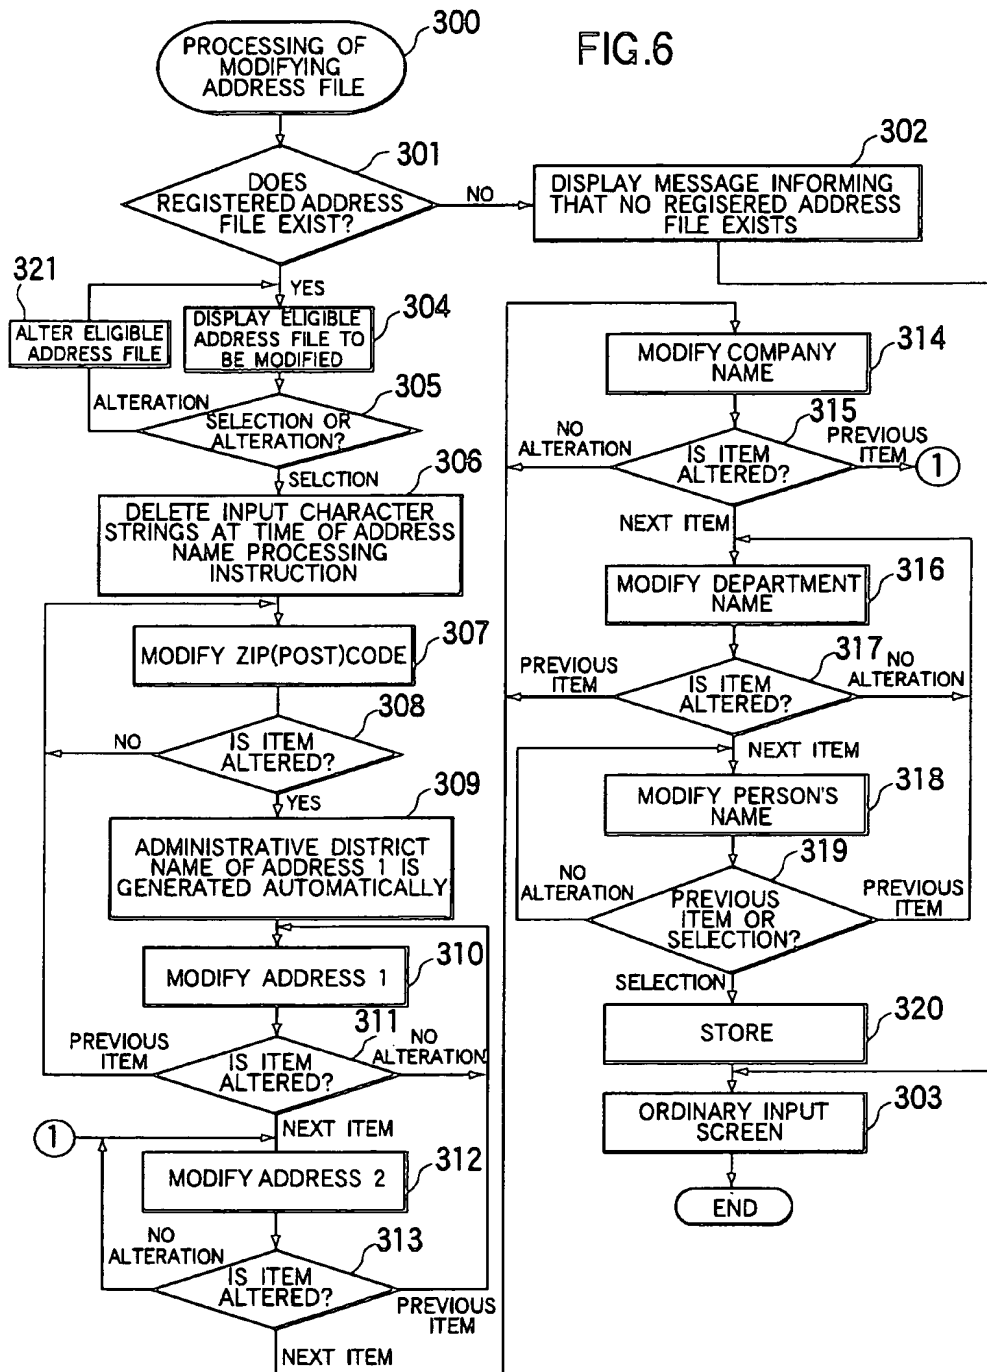 FIG.6
300
PROCESSING OF
MODIFYING
ADDRESS FILE
301
DOES
REGISTERED ADDRESS
FILE EXIST?
NO
302
DISPLAY MESSAGE INFORMING
THAT NO REGISERED ADDRESS
FILE EXISTS
YES
321
ALTER ELIGIBLE
ADDRESS FILE
304
DISPLAY ELIGIBLE
ADDRESS FILE TO
BE MODIFIED
ALTERATION
305
SELECTION OR
ALTERATION?
SELCTION
306
DELETE INPUT CHARACTER
STRINGS AT TIME OF ADDRESS
NAME PROCESSING
INSTRUCTION
307
MODIFY ZIP(POST)CODE
308
IS ITEM
ALTERED?
NO
YES
309
ADMINISTRATIVE DISTRICT
NAME OF ADDRESS 1 IS
GENERATED AUTOMATICALLY
310
MODIFY ADDRESS 1
311
PREVIOUS
ITEM
IS ITEM
ALTERED?
NO
ALTERATION
NEXT ITEM
1
312
MODIFY ADDRESS 2
NO
ALTERATION
313
IS ITEM
ALTERED?
PREVIOUS
ITEM
NEXT ITEM
314
MODIFY COMPANY
NAME
315
NO
ALTERATION
IS ITEM
ALTERED?
PREVIOUS
ITEM
1
NEXT ITEM
316
MODIFY DEPARTMENT
NAME
317
PREVIOUS
ITEM
IS ITEM
ALTERED?
NO
ALTERATION
NEXT ITEM
318
MODIFY PERSON'S
NAME
319
NO
ALTERATION
PREVIOUS
ITEM OR
SELECTION?
PREVIOUS
ITEM
SELECTION
320
STORE
303
ORDINARY INPUT
SCREEN
END